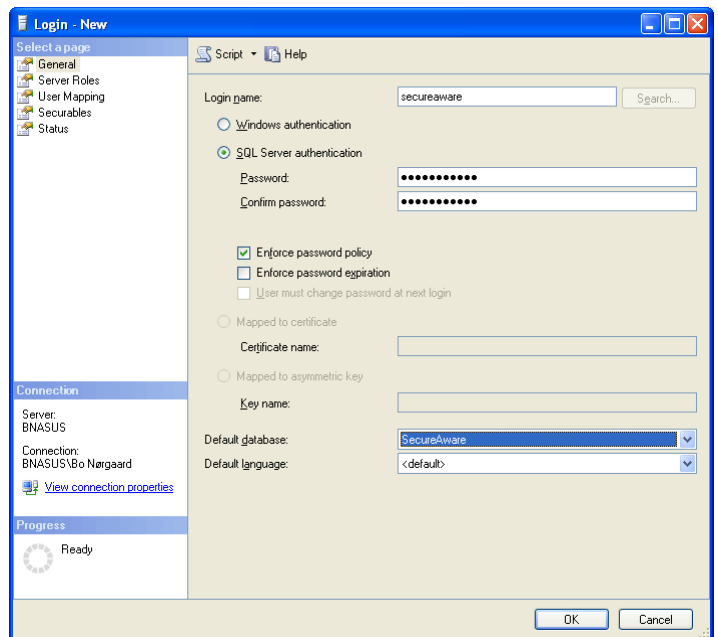 Login - New
Select a page
General
Server Roles
User Mapping
Securables
Status
Script Help
Login name: secureaware Search...
Windows authentication
SQL Server authentication
Password: ●●●●●●●●●●●
Confirm password: ●●●●●●●●●●●
Enforce password policy
Enforce password expiration
User must change password at next login
Mapped to certificate
Certificate name:
Mapped to asymmetric key
Key name:
Default database: SecureAware
Default language: <default>
Connection
Server:
BNASUS
Connection:
BNASUS\Bo Nørgaard
View connection properties
Progress
Ready
OK Cancel